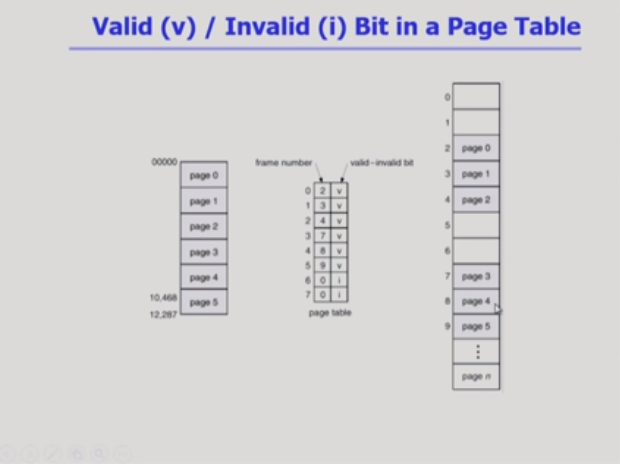 Valid (v) / Invalid (i) Bit in a Page Table
00000
page 0
page 1
page 2
page 3
page 4
10,468
page 5
12,287
frame number
valid–invalid bit
0 2 v
1 3 v
2 4 v
3 7 v
4 8 v
5 9 v
6 0 i
7 0 i
page table
0
1
2 page 0
3 page 1
4 page 2
5
6
7 page 3
8 page 4
9 page 5
⋮
page n